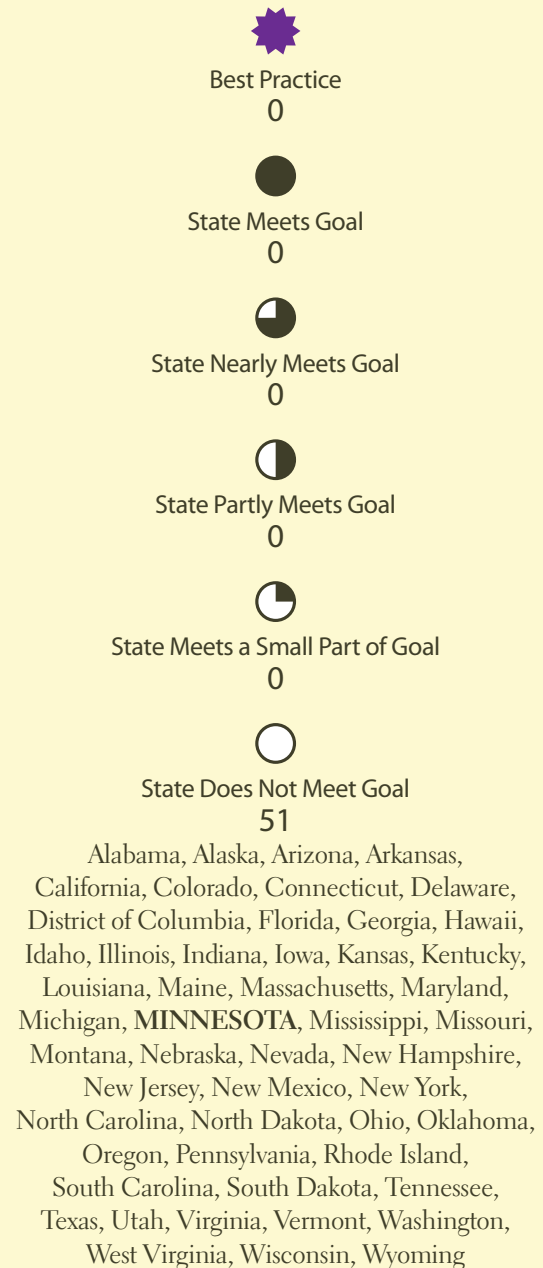 Best Practice
0
State Meets Goal
0
State Nearly Meets Goal
0
State Partly Meets Goal
0
State Meets a Small Part of Goal
0
State Does Not Meet Goal
51
Alabama, Alaska, Arizona, Arkansas,
California, Colorado, Connecticut, Delaware,
District of Columbia, Florida, Georgia, Hawaii,
Idaho, Illinois, Indiana, Iowa, Kansas, Kentucky,
Louisiana, Maine, Massachusetts, Maryland,
Michigan, MINNESOTA, Mississippi, Missouri,
Montana, Nebraska, Nevada, New Hampshire,
New Jersey, New Mexico, New York,
North Carolina, North Dakota, Ohio, Oklahoma,
Oregon, Pennsylvania, Rhode Island,
South Carolina, South Dakota, Tennessee,
Texas, Utah, Virginia, Vermont, Washington,
West Virginia, Wisconsin, Wyoming